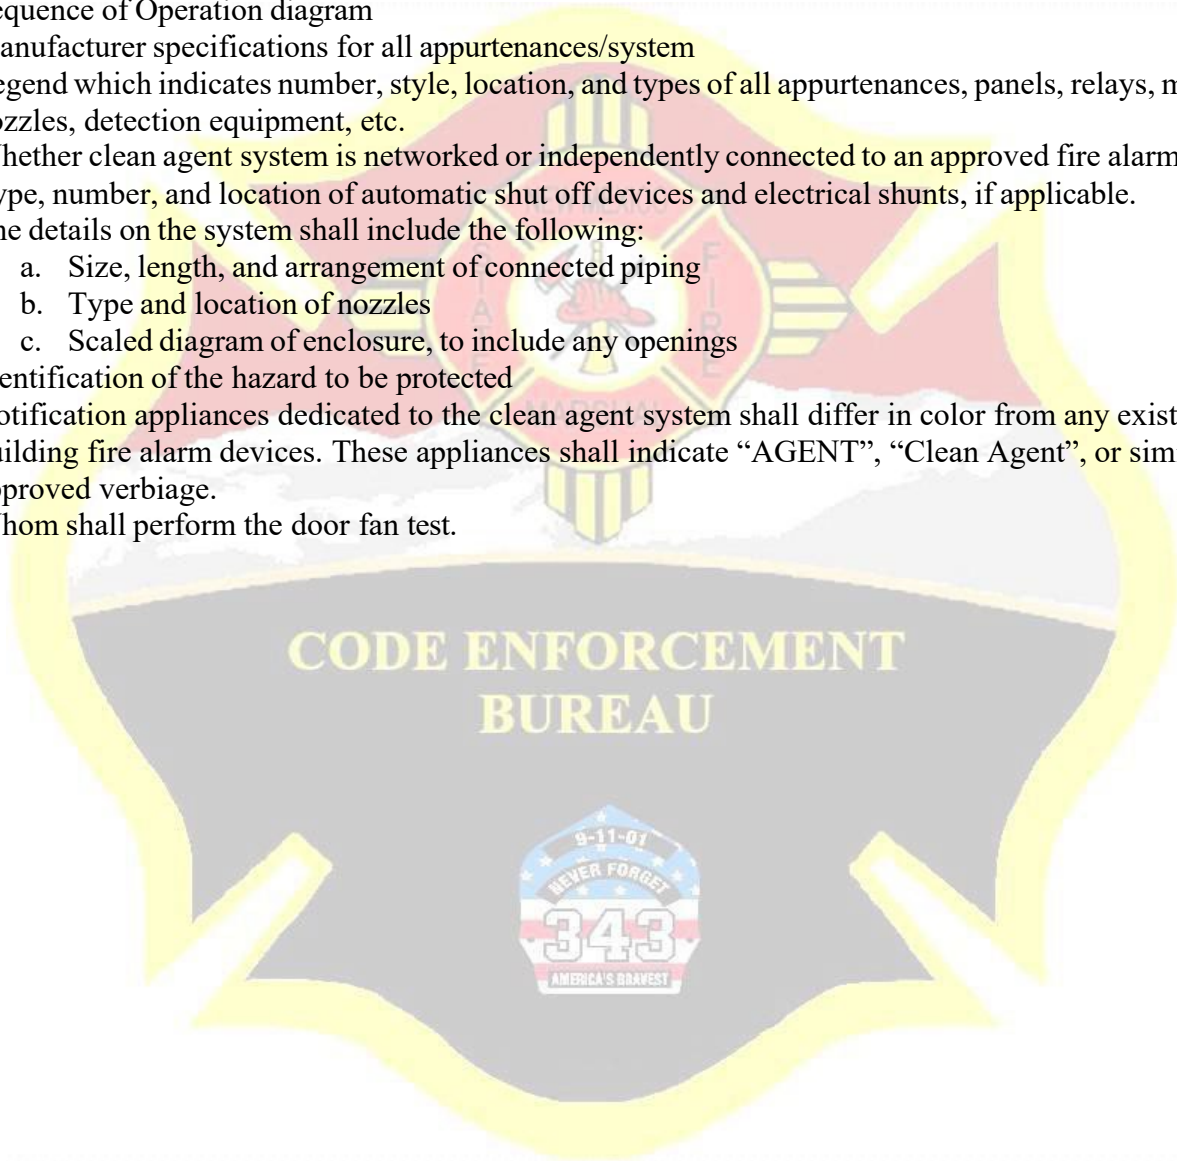 equence of Operation diagram
anufacturer specifications for all appurtenances/system
egend which indicates number, style, location, and types of all appurtenances, panels, relays, m
ozzles, detection equipment, etc.
hether clean agent system is networked or independently connected to an approved fire alarm
ype, number, and location of automatic shut off devices and electrical shunts, if applicable.
he details on the system shall include the following:
a. Size, length, and arrangement of connected piping
b. Type and location of nozzles
c. Scaled diagram of enclosure, to include any openings
entification of the hazard to be protected
otification appliances dedicated to the clean agent system shall differ in color from any exist
uilding fire alarm devices. These appliances shall indicate “AGENT”, “Clean Agent”, or sim
pproved verbiage.
hom shall perform the door fan test.
NEW MEXICO
STATE
FIRE
MARSHAL
CODE ENFORCEMENT
BUREAU
9-11-01
NEVER FORGET
343
AMERICA'S BRAVEST